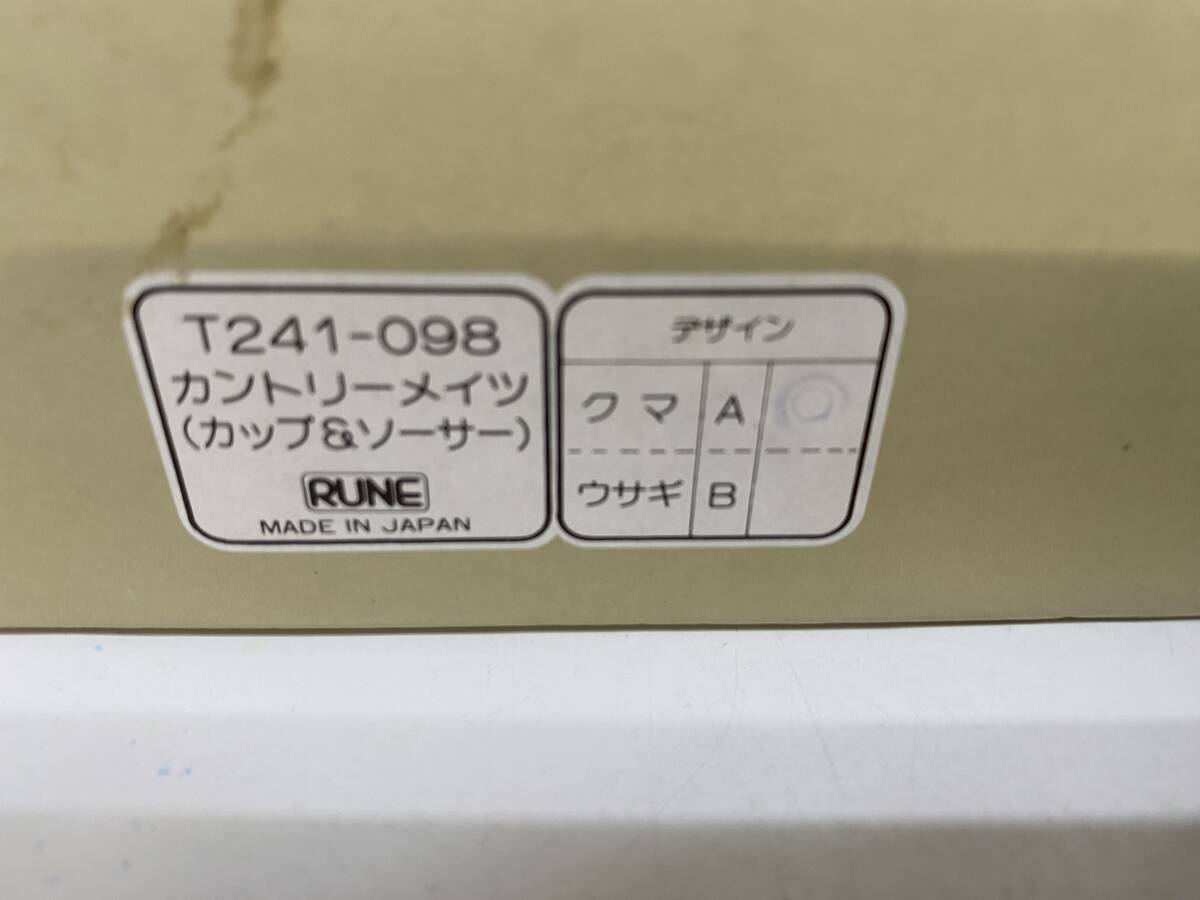 T241-098
カントリーメイツ
(カップ&ソーサー)
RUNE
MADE IN JAPAN
デザイン
クマ A ◎
ウサギ B